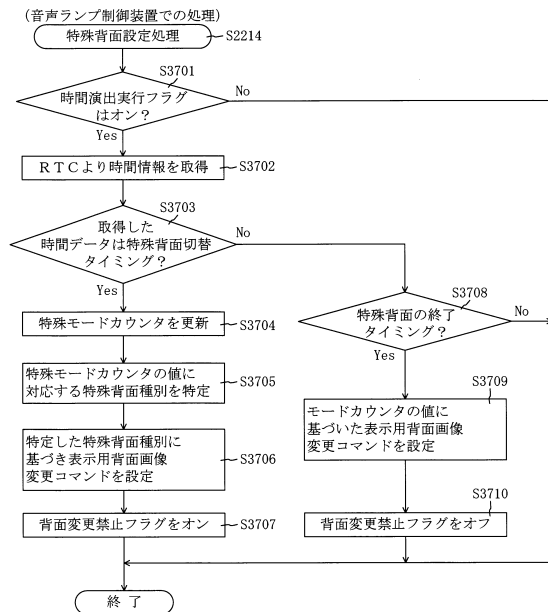 (音声ランプ制御装置での処理)
特殊背面設定処理
S2214
S3701
時間演出実行フラグ
はオン？
No
Yes
ＲＴＣより時間情報を取得
S3702
S3703
取得した
時間データは特殊背面切替
タイミング？
No
Yes
特殊モードカウンタを更新
S3704
特殊モードカウンタの値に
対応する特殊背面種別を特定
S3705
特定した特殊背面種別に
基づき表示用背面画像
変更コマンドを設定
S3706
背面変更禁止フラグをオン
S3707
S3708
特殊背面の終了
タイミング？
No
Yes
S3709
モードカウンタの値に
基づいた表示用背面画像
変更コマンドを設定
S3710
背面変更禁止フラグをオフ
終了